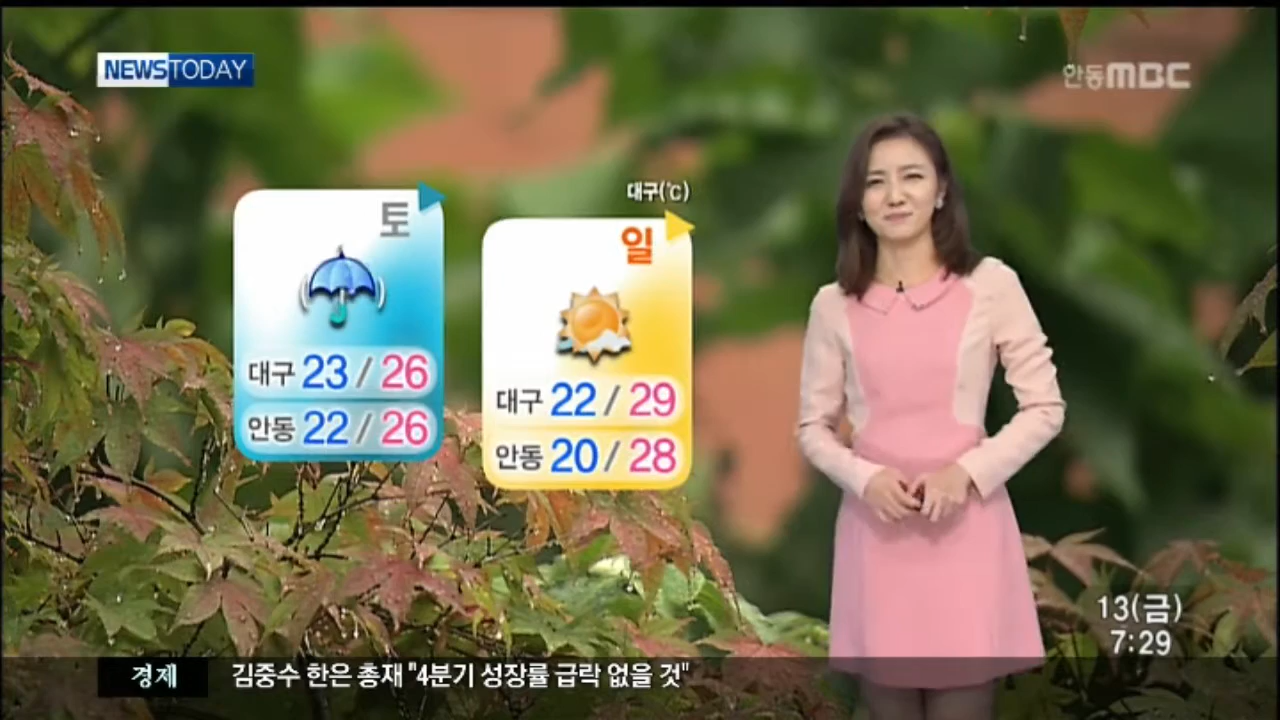 NEWSTODAY
안동MBC
토
대구 23 / 26
안동 22 / 26
대구(℃)
일
대구 22 / 29
안동 20 / 28
13(금)
7:29
경제 김중수 한은 총재 "4분기 성장률 급락 없을 것"